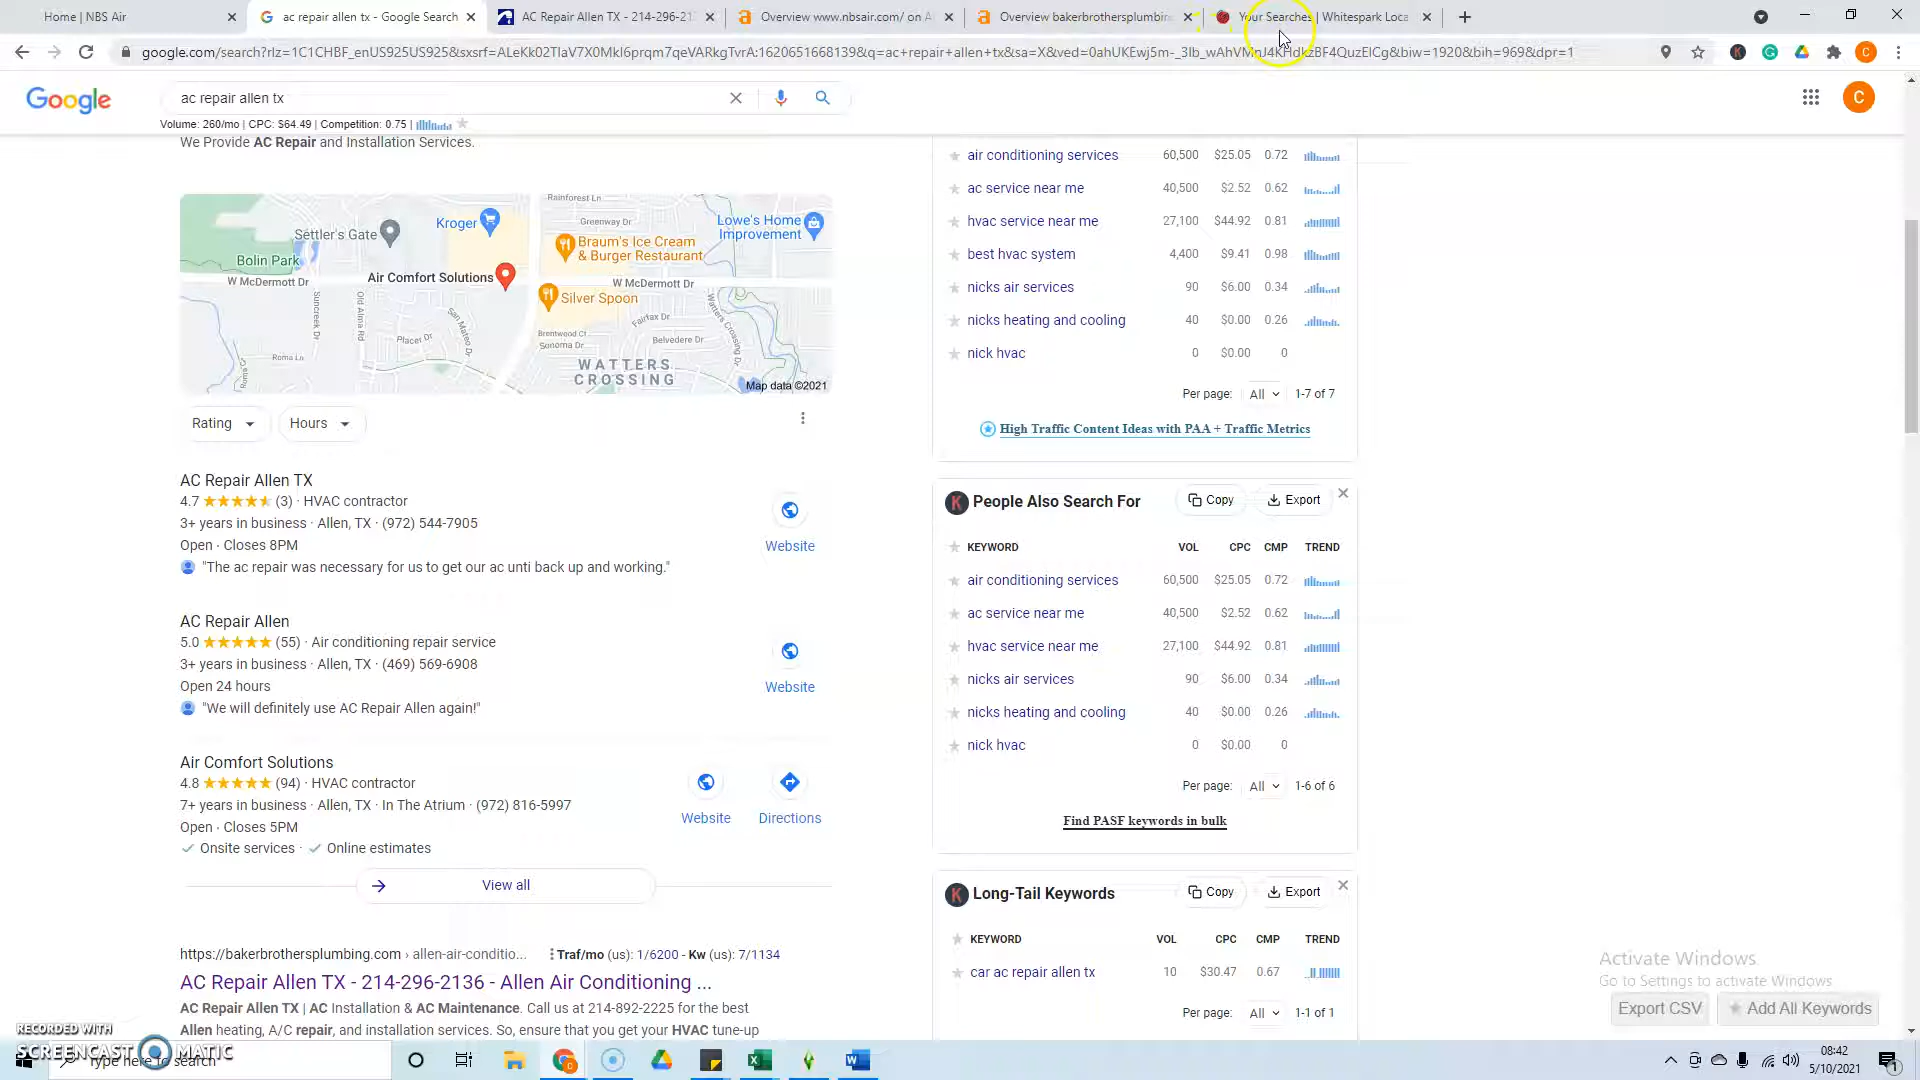 Home | NBS Air
ac repair allen tx - Google Search
AC Repair Allen TX - 214-296-21
Overview www.nbsair.com/ on A
Overview bakerbrothersplumbin
Your Searches | Whitespark Loca
google.com/search?rlz=1C1CHBF_enUS925US925&sxsrf=ALeKk02TIaV7X0Mkl6prqm7qeVARkgTvrA:1620651668139&q=ac+repair+allen+tx&sa=X&ved=0ahUKEwj5m-_3lb_wAhVMnJ4KHdkzBF4QuzEICg&biw=1920&bih=969&dpr=1
C
Google
ac repair allen tx
C
Volume: 260/mo | CPC: $64.49 | Competition: 0.75 |
We Provide AC Repair and Installation Services.
Rainforest Ln
Greenway Dr
Kroger
Lowe's Home Improvement
Settler's Gate
Braum's Ice Cream & Burger Restaurant
Bolin Park
W McDermott Dr
Air Comfort Solutions
W McDermott Dr
Silver Spoon
Suncreek Dr
Old Alma Rd
San Mateo Dr
Fairfax Dr
Watters Crossing Dr
Brentwood Ct
Sonoma Dr
Belvedere Dr
Placer Dr
Roma Ln
WATTERS CROSSING
Map data ©2021
Rating
Hours
AC Repair Allen TX
4.7 (3) · HVAC contractor
3+ years in business · Allen, TX · (972) 544-7905
Open · Closes 8PM
"The ac repair was necessary for us to get our ac unti back up and working."
Website
AC Repair Allen
5.0 (55) · Air conditioning repair service
3+ years in business · Allen, TX · (469) 569-6908
Open 24 hours
"We will definitely use AC Repair Allen again!"
Website
Air Comfort Solutions
4.8 (94) · HVAC contractor
7+ years in business · Allen, TX · In The Atrium · (972) 816-5997
Open · Closes 5PM
Onsite services · Online estimates
Website
Directions
View all
https://bakerbrothersplumbing.com › allen-air-conditio...
Traf/mo (us): 1/6200 - Kw (us): 7/1134
AC Repair Allen TX - 214-296-2136 - Allen Air Conditioning ...
AC Repair Allen TX | AC Installation & AC Maintenance. Call us at 214-892-2225 for the best
Allen heating, A/C repair, and installation services. So, ensure that you get your HVAC tune-up
air conditioning services 60,500 $25.05 0.72
ac service near me 40,500 $2.52 0.62
hvac service near me 27,100 $44.92 0.81
best hvac system 4,400 $9.41 0.98
nicks air services 90 $6.00 0.34
nicks heating and cooling 40 $0.00 0.26
nick hvac 0 $0.00 0
Per page: All 1-7 of 7
High Traffic Content Ideas with PAA + Traffic Metrics
K People Also Search For
Copy
Export
KEYWORD VOL CPC CMP TREND
air conditioning services 60,500 $25.05 0.72
ac service near me 40,500 $2.52 0.62
hvac service near me 27,100 $44.92 0.81
nicks air services 90 $6.00 0.34
nicks heating and cooling 40 $0.00 0.26
nick hvac 0 $0.00 0
Per page: All 1-6 of 6
Find PASF keywords in bulk
K Long-Tail Keywords
Copy
Export
KEYWORD VOL CPC CMP TREND
car ac repair allen tx 10 $30.47 0.67
Per page: All 1-1 of 1
Activate Windows
Go to Settings to activate Windows
Export CSV
Add All Keywords
RECORDED WITH
SCREENCAST MATIC
Type here to search
08:42
5/10/2021
1